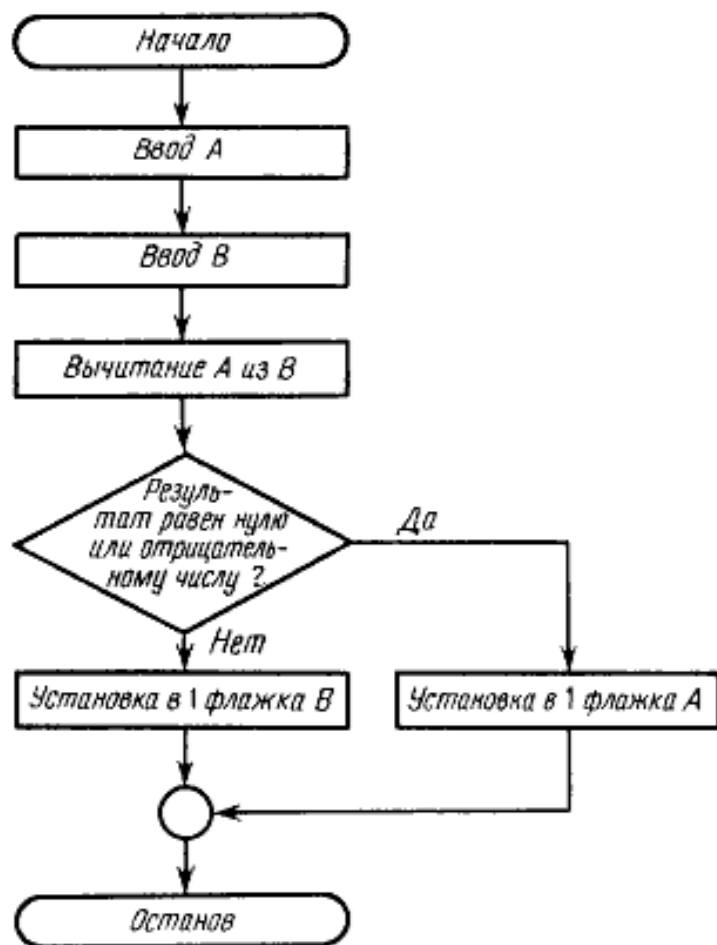 Начало
Ввод A
Ввод B
Вычитание A из B
Резуль-
тат равен нулю
или отрицатель-
ному числу ?
Да
Нет
Установка в 1 флажка B
Установка в 1 флажка A
Останов